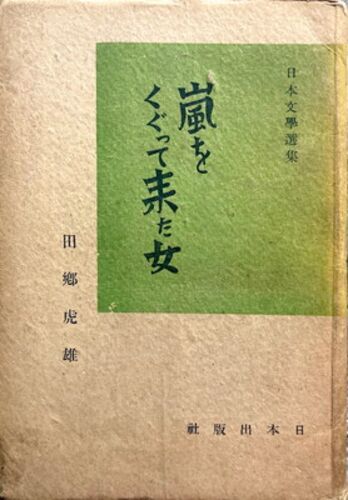 日本文學選集
嵐を
くぐって来た女
田鄕虎雄
日本出版社